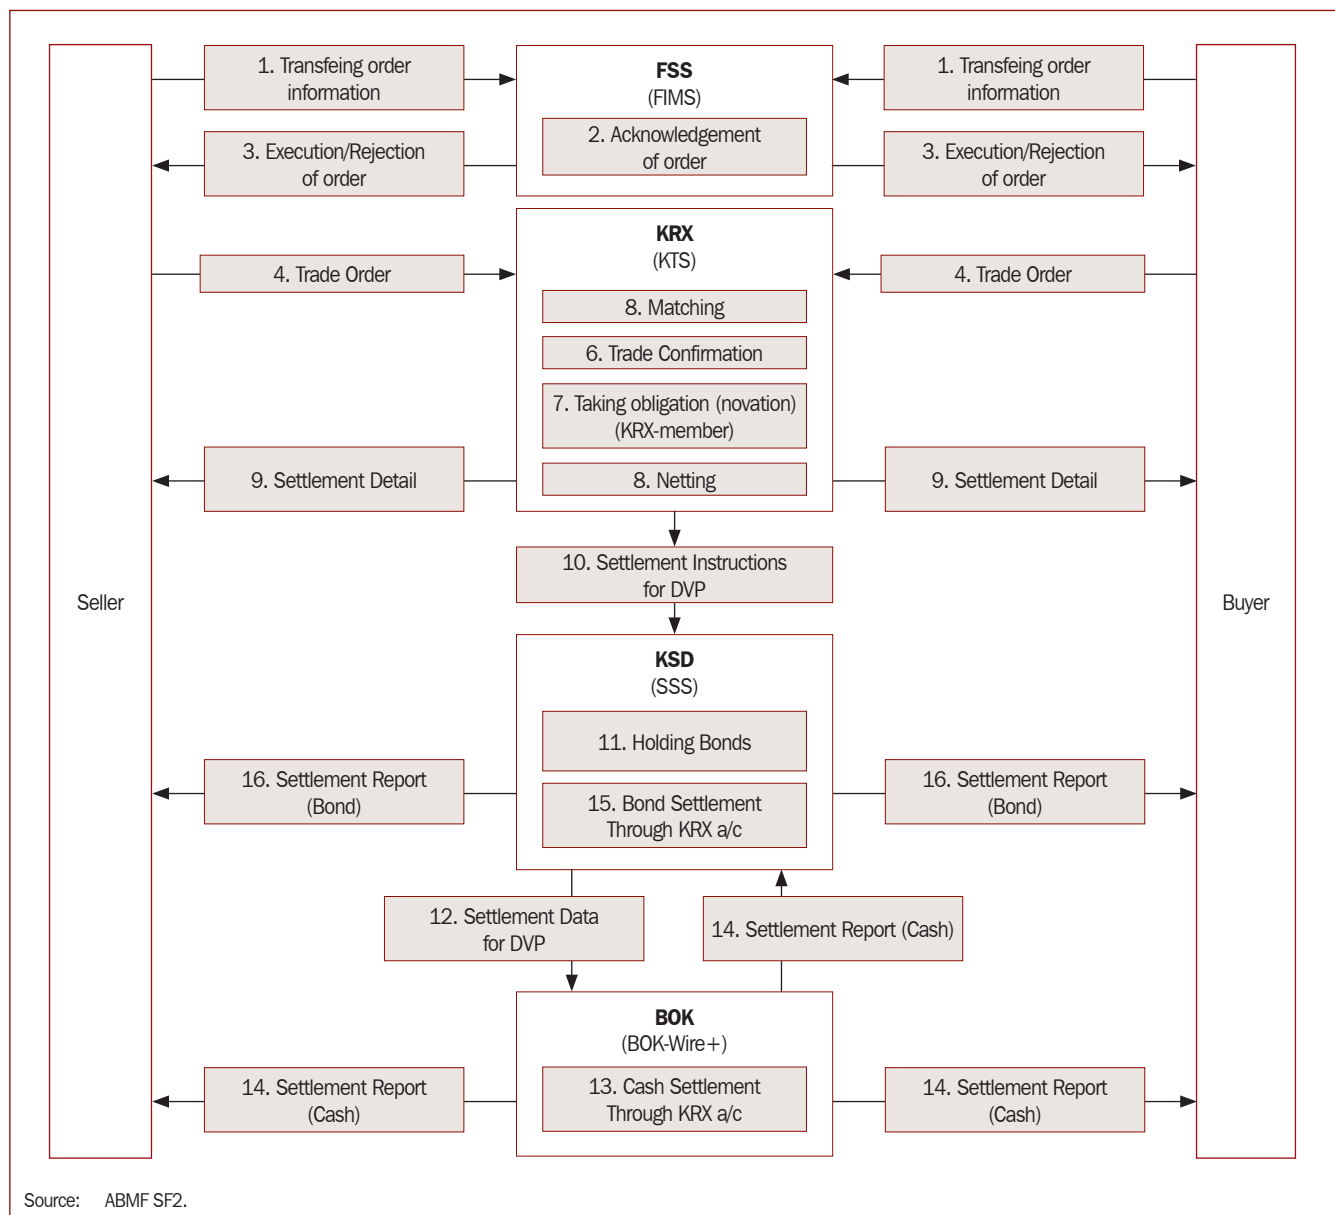 1. Transfeing order
information
FSS
(FIMS)
1. Transfeing order
information
2. Acknowledgement
of order
3. Execution/Rejection
of order
3. Execution/Rejection
of order
KRX
(KTS)
4. Trade Order
4. Trade Order
8. Matching
6. Trade Confirmation
7. Taking obligation (novation)
(KRX-member)
9. Settlement Detail
8. Netting
9. Settlement Detail
10. Settlement Instructions
for DVP
Seller
Buyer
KSD
(SSS)
11. Holding Bonds
16. Settlement Report
(Bond)
15. Bond Settlement
Through KRX a/c
16. Settlement Report
(Bond)
12. Settlement Data
for DVP
14. Settlement Report (Cash)
BOK
(BOK-Wire+)
14. Settlement Report
(Cash)
13. Cash Settlement
Through KRX a/c
14. Settlement Report
(Cash)
Source: ABMF SF2.